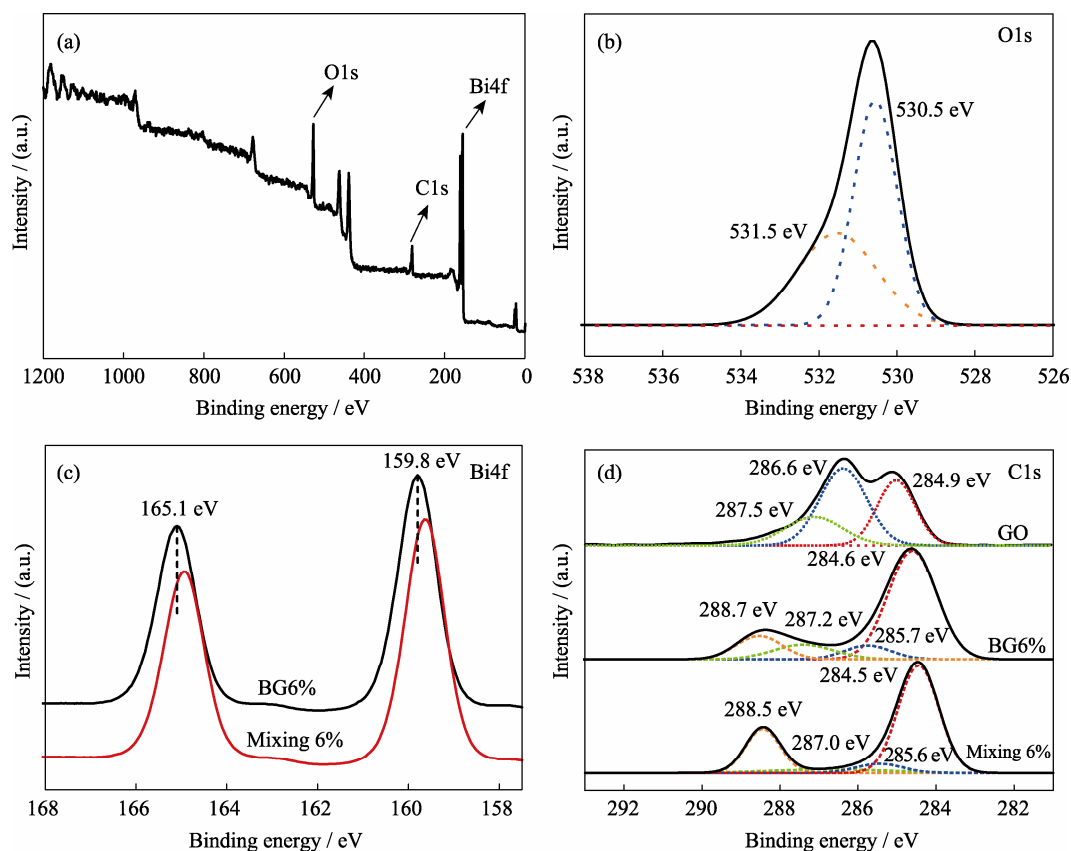 (a)
O1s
Bi4f
C1s
Intensity / (a.u.)
1200 1000 800 600 400 200 0
Binding energy / eV
(b)
O1s
530.5 eV
531.5 eV
Intensity / (a.u.)
538 536 534 532 530 528 526
Binding energy / eV
(c)
Bi4f
159.8 eV
165.1 eV
BG6%
Mixing 6%
Intensity / (a.u.)
168 166 164 162 160 158
Binding energy / eV
(d)
C1s
286.6 eV
284.9 eV
287.5 eV
GO
284.6 eV
288.7 eV
287.2 eV
285.7 eV
BG6%
284.5 eV
288.5 eV
287.0 eV
285.6 eV
Mixing 6%
Intensity / (a.u.)
292 290 288 286 284 282
Binding energy / eV